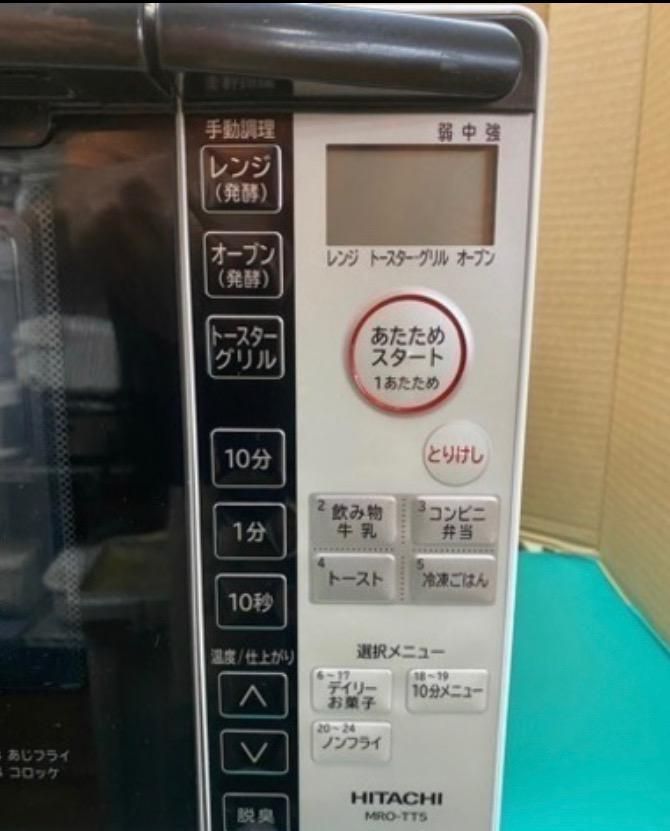 手動調理
レンジ
(発酵)
オーブン
(発酵)
トースター
グリル
10分
1分
10秒
温度/仕上がり
∧
∨
脱臭
弱 中 強
レンジ トースター・グリル オーブン
あたため
スタート
1あたため
とりけし
2 飲み物
牛乳
3 コンビニ
弁当
4 トースト
5 冷凍ごはん
選択メニュー
6~17
デイリー
お菓子
18~19
10分メニュー
20~24
ノンフライ
HITACHI
MRO-TT5
あじフライ
コロッケ